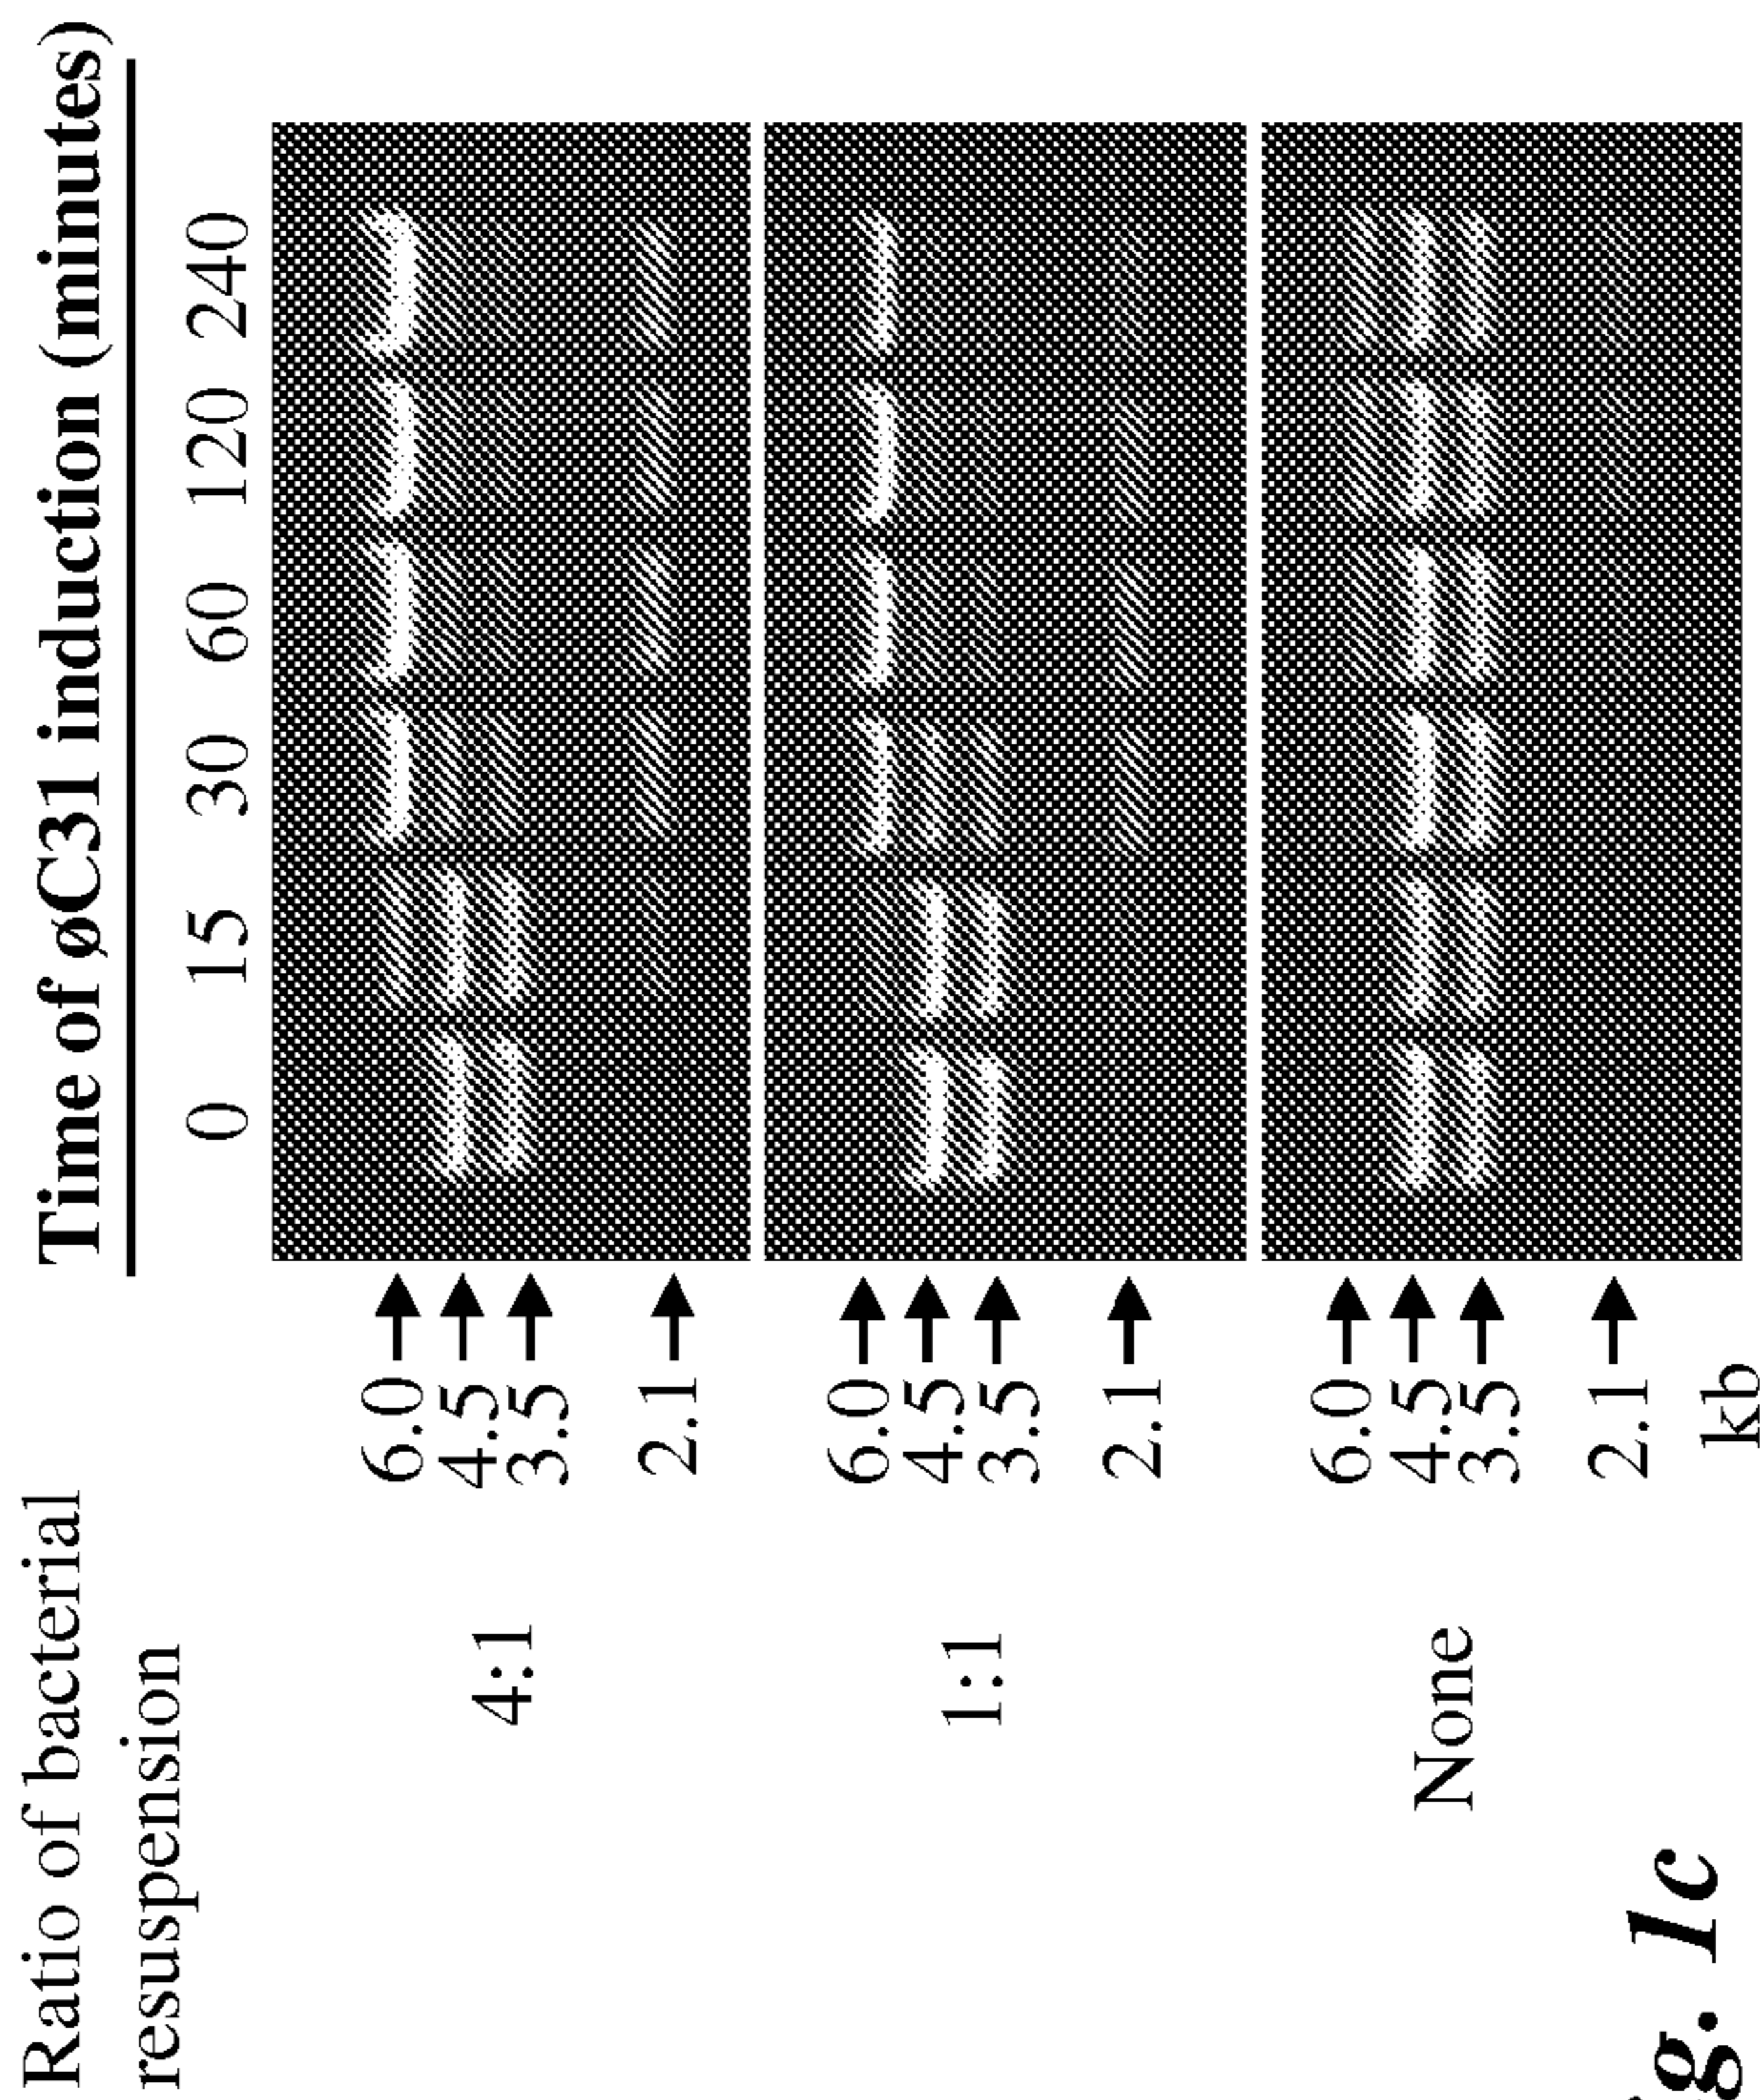 Time of øC31 induction (minutes)
Ratio of bacterial
resuspension
0 15 30 60 120 240
4:1
6.0
4.5
3.5
2.1
1:1
6.0
4.5
3.5
2.1
None
6.0
4.5
3.5
2.1
kb
1c